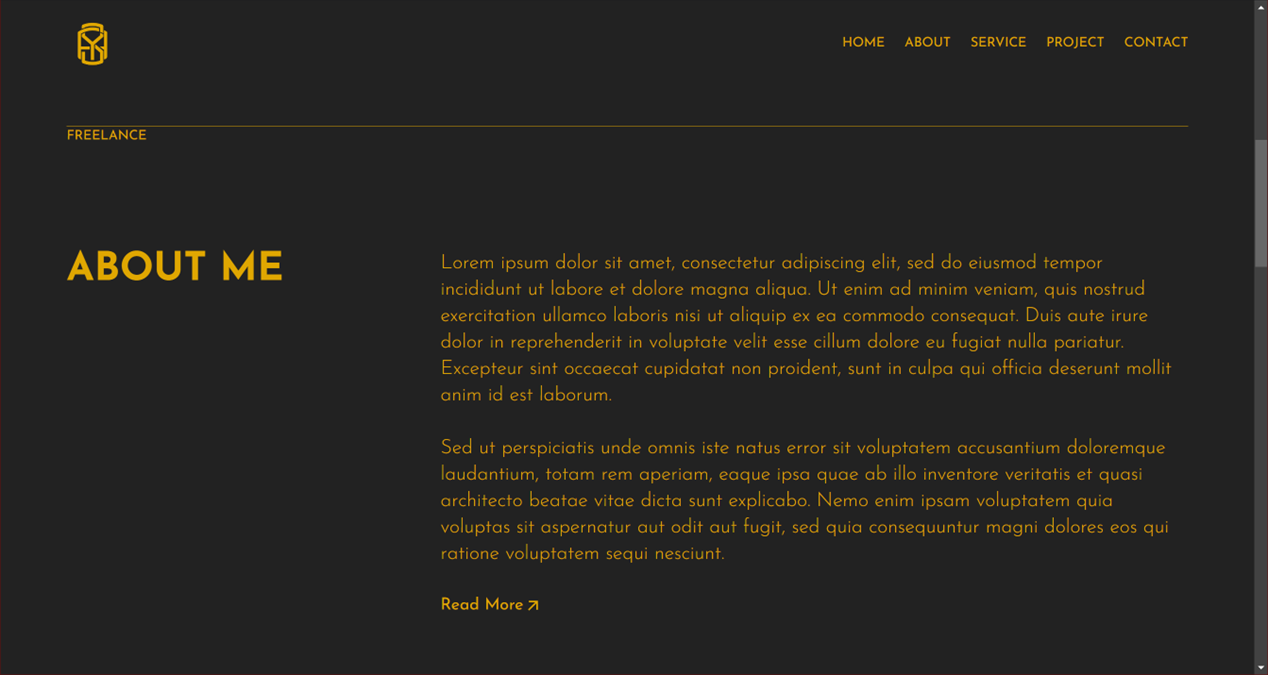 HOME ABOUT SERVICE PROJECT CONTACT
FREELANCE
ABOUT ME
Lorem ipsum dolor sit amet, consectetur adipiscing elit, sed do eiusmod tempor
incididunt ut labore et dolore magna aliqua. Ut enim ad minim veniam, quis nostrud
exercitation ullamco laboris nisi ut aliquip ex ea commodo consequat. Duis aute irure
dolor in reprehenderit in voluptate velit esse cillum dolore eu fugiat nulla pariatur.
Excepteur sint occaecat cupidatat non proident, sunt in culpa qui officia deserunt mollit
anim id est laborum.
Sed ut perspiciatis unde omnis iste natus error sit voluptatem accusantium doloremque
laudantium, totam rem aperiam, eaque ipsa quae ab illo inventore veritatis et quasi
architecto beatae vitae dicta sunt explicabo. Nemo enim ipsam voluptatem quia
voluptas sit aspernatur aut odit aut fugit, sed quia consequuntur magni dolores eos qui
ratione voluptatem sequi nesciunt.
Read More